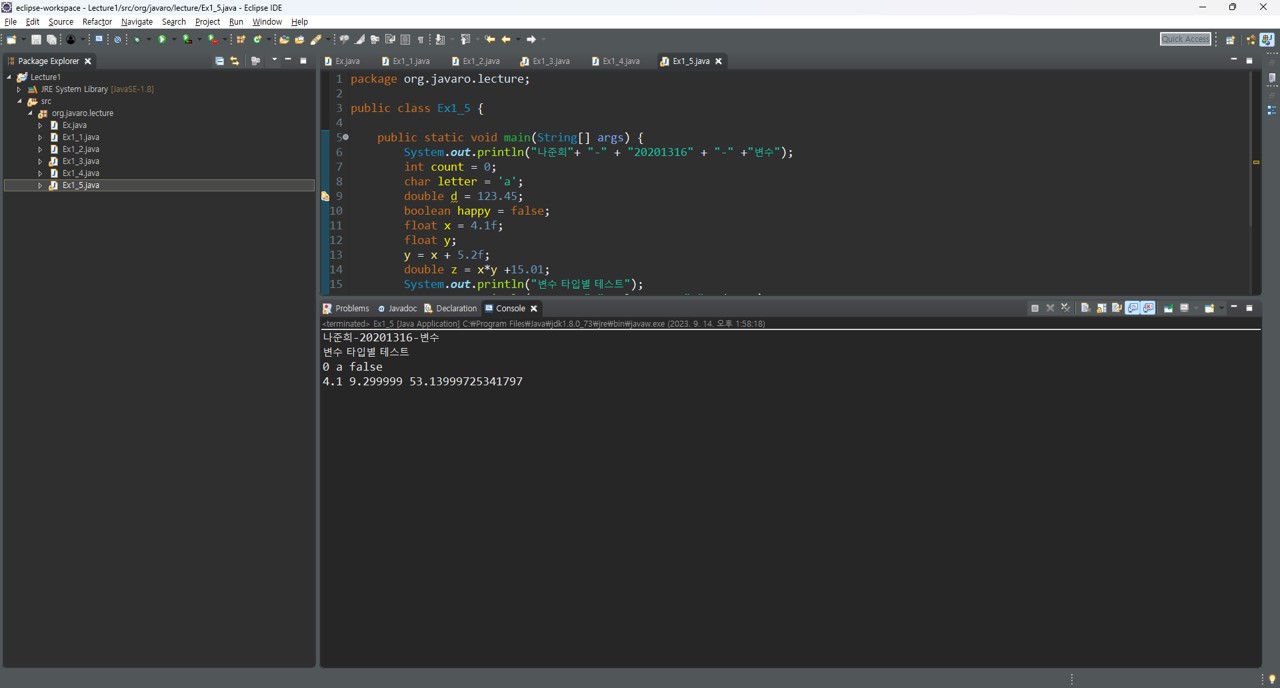 eclipse-workspace - Lecture1/src/org/javaro/lecture/Ex1_5.java - Eclipse IDE
File Edit Source Refactor Navigate Search Project Run Window Help
Quick Access
Package Explorer
Lecture1
JRE System Library [JavaSE-1.8]
src
org.javaro.lecture
Ex.java
Ex1_1.java
Ex1_2.java
Ex1_3.java
Ex1_4.java
Ex1_5.java
Ex.java Ex1_1.java Ex1_2.java Ex1_3.java Ex1_4.java Ex1_5.java
1 package org.javaro.lecture;
2
3 public class Ex1_5 {
4
5 public static void main(String[] args) {
6 System.out.println("나준희"+ "-" + "20201316" + "-" +"변수");
7 int count = 0;
8 char letter = 'a';
9 double d = 123.45;
10 boolean happy = false;
11 float x = 4.1f;
12 float y;
13 y = x + 5.2f;
14 double z = x*y +15.01;
15 System.out.println("변수 타입별 테스트");
Problems Javadoc Declaration Console
<terminated> Ex1_5 [Java Application] C:₩Program Files₩Java₩jdk1.8.0_73₩jre₩bin₩javaw.exe (2023. 9. 14. 오후 1:58:18)
나준희-20201316-변수
변수 타입별 테스트
0 a false
4.1 9.299999 53.13999725341797